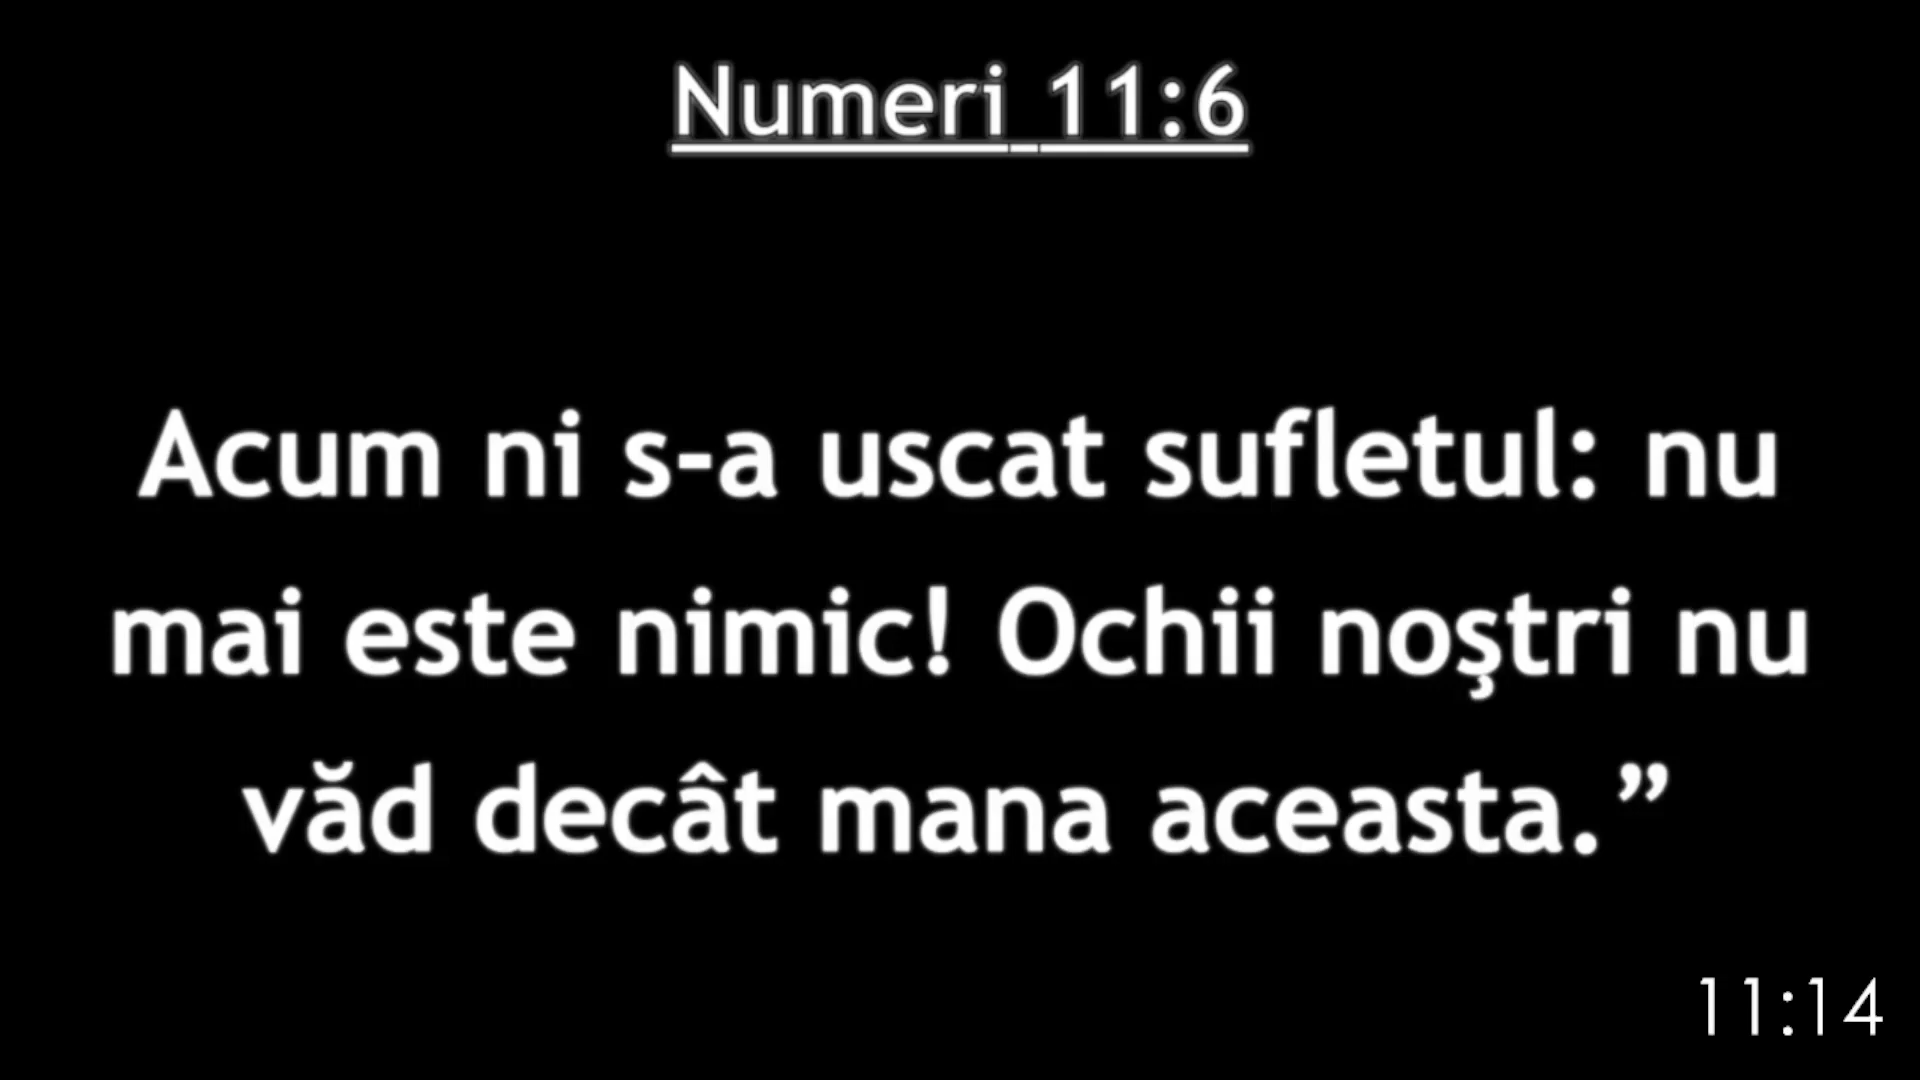 Numeri 11:6
Acum ni s-a uscat sufletul: nu
mai este nimic! Ochii noştri nu
văd decât mana aceasta.”
11:14